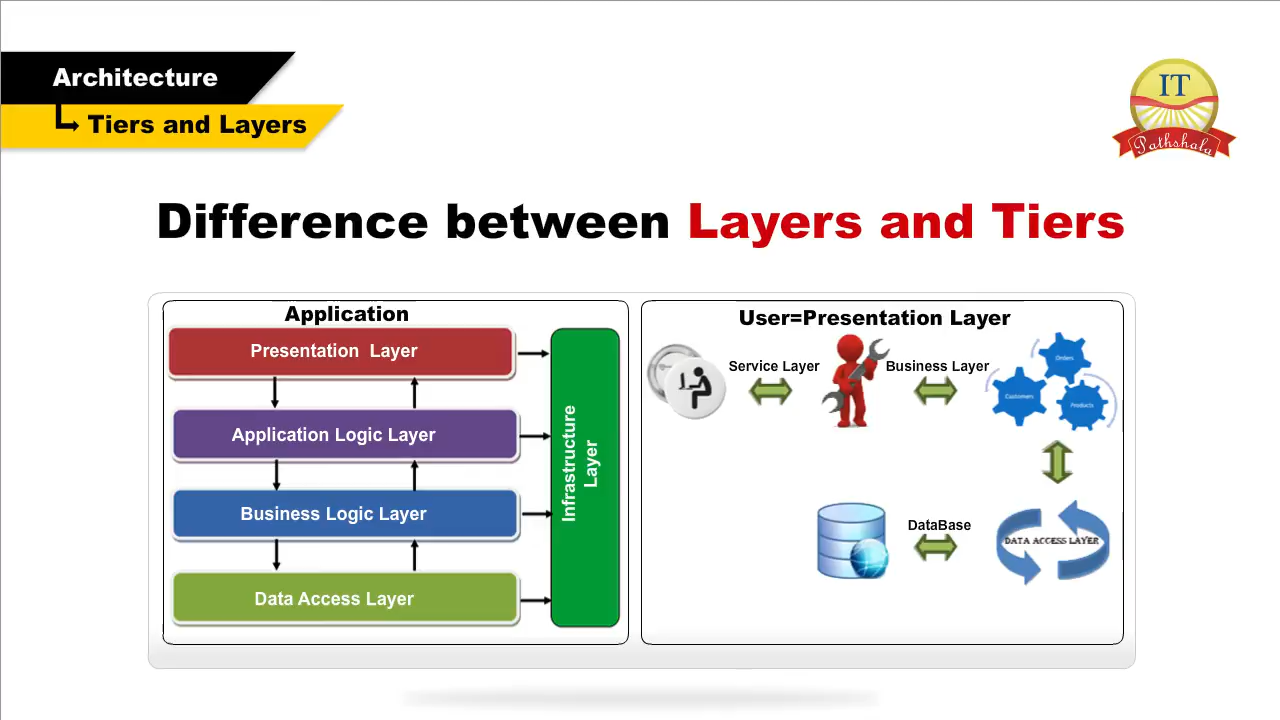 Architecture
Tiers and Layers
IT
Pathshala
Difference between Layers and Tiers
Application
Presentation Layer
Application Logic Layer
Business Logic Layer
Data Access Layer
Infrastructure
Layer
User=Presentation Layer
Service Layer
Business Layer
Orders
Customers
Products
DataBase
DATA ACCESS LAYER